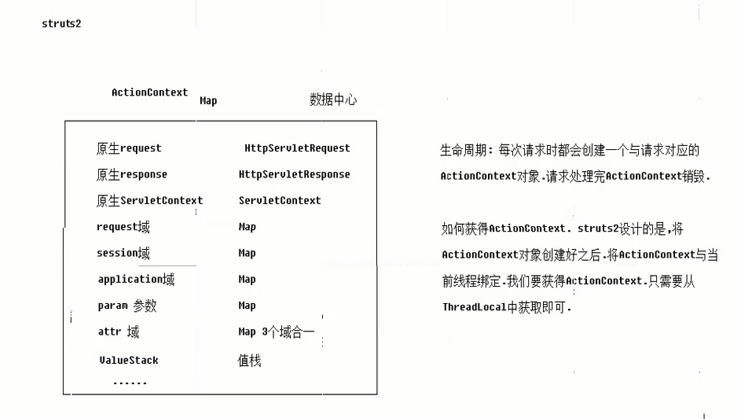 struts2
ActionContext Map 数据中心
原生request HttpServletRequest
原生response HttpServletResponse
原生ServletContext ServletContext
request域 Map
session域 Map
application域 Map
param 参数 Map
attr 域 Map 3个域合一
ValueStack 值栈
......
生命周期: 每次请求时都会创建一个与请求对应的
ActionContext对象.请求处理完ActionContext销毁.
如何获得ActionContext. struts2设计的是,将
ActionContext对象创建好之后.将ActionContext与当
前线程绑定.我们要获得ActionContext.只需要从
ThreadLocal中获取即可.